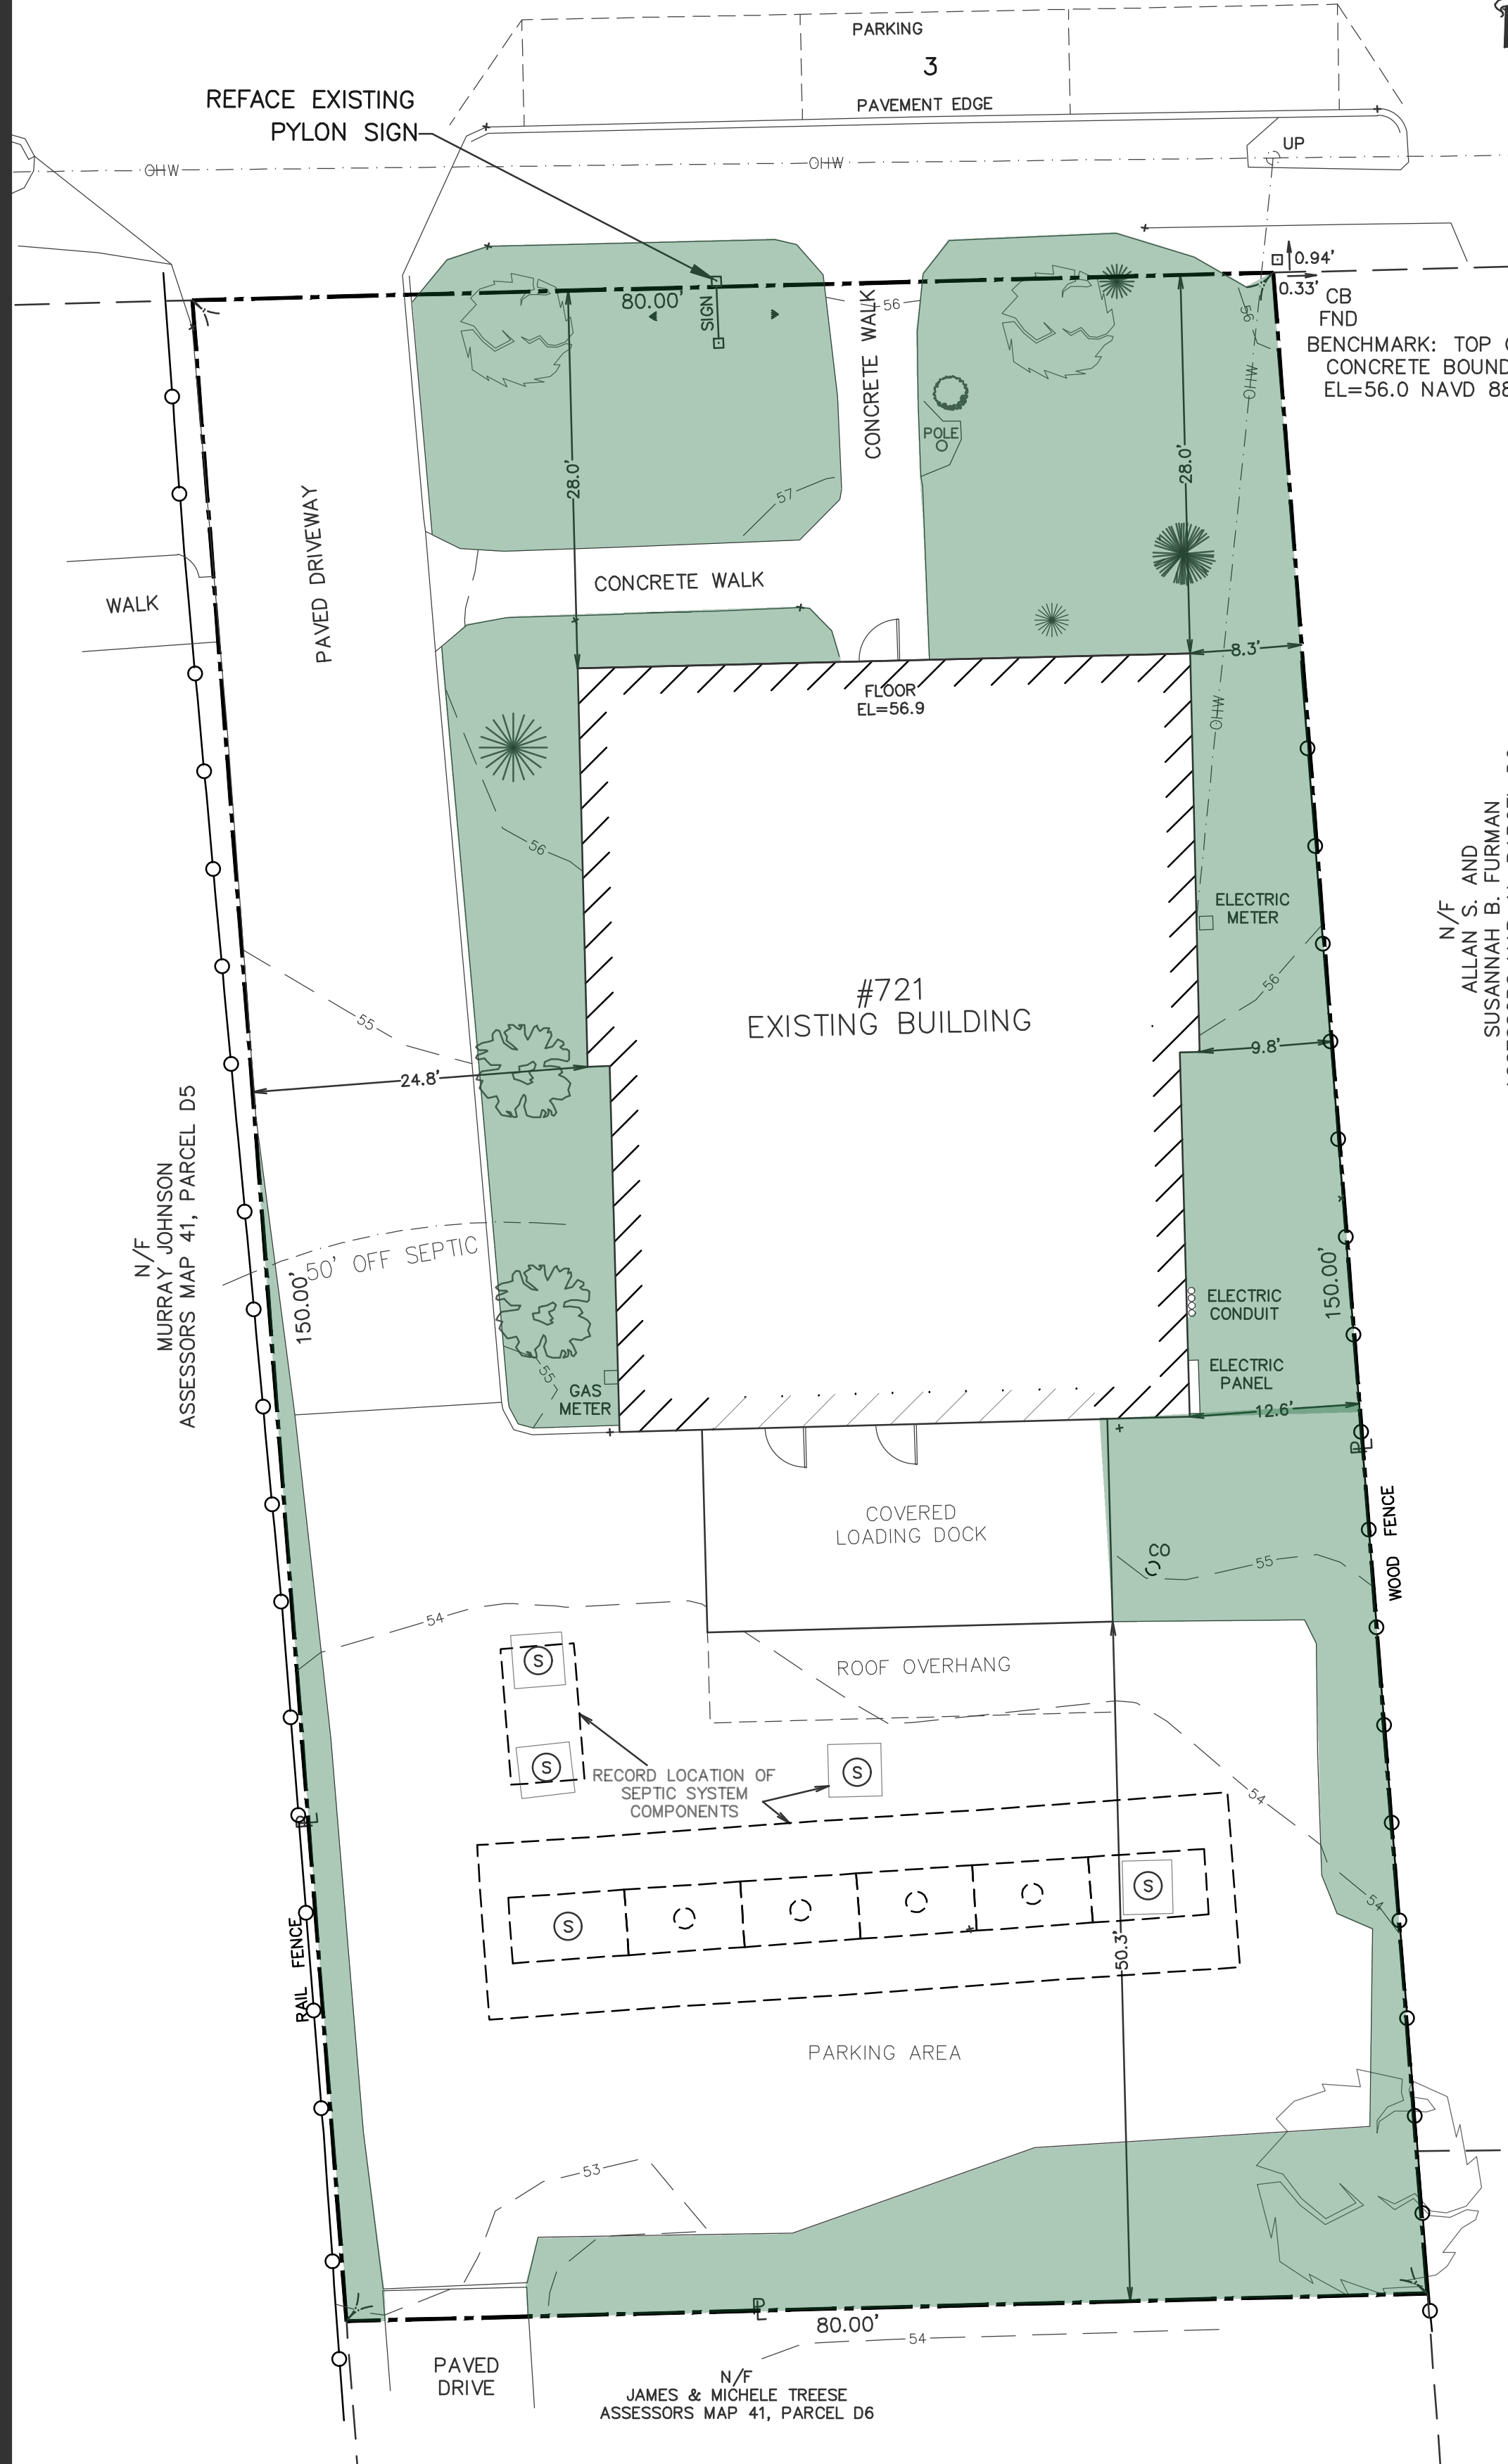 PARKING
3
PAVEMENT EDGE
REFACE EXISTING
PYLON SIGN
UP
OHW
OHW
0.94'
0.33'
CB
FND
BENCHMARK: TOP
CONCRETE BOUND
EL=56.0 NAVD 88
80.00'
SIGN
56
56
CONCRETE WALK
OHW
POLE
28.0'
28.0'
57
PAVED DRIVEWAY
CONCRETE WALK
WALK
8.3'
FLOOR
EL=56.9
OHW
56
ELECTRIC
METER
N/F
ALLAN S. AND
SUSANNAH B. FURMAN
#721
EXISTING BUILDING
56
55
9.8'
24.8'
N/F
MURRAY JOHNSON
ASSESSORS MAP 41, PARCEL D5
50' OFF SEPTIC
150.00'
150.00'
ELECTRIC
CONDUIT
55
GAS
METER
ELECTRIC
PANEL
12.6'
PL
COVERED
LOADING DOCK
WOOD FENCE
CO
55
54
S
ROOF OVERHANG
S
S
RECORD LOCATION OF
SEPTIC SYSTEM
COMPONENTS
54
PL
S
S
54
RAIL FENCE
50.3'
PARKING AREA
53
PL
80.00'
54
PAVED
DRIVE
N/F
JAMES & MICHELE TREESE
ASSESSORS MAP 41, PARCEL D6